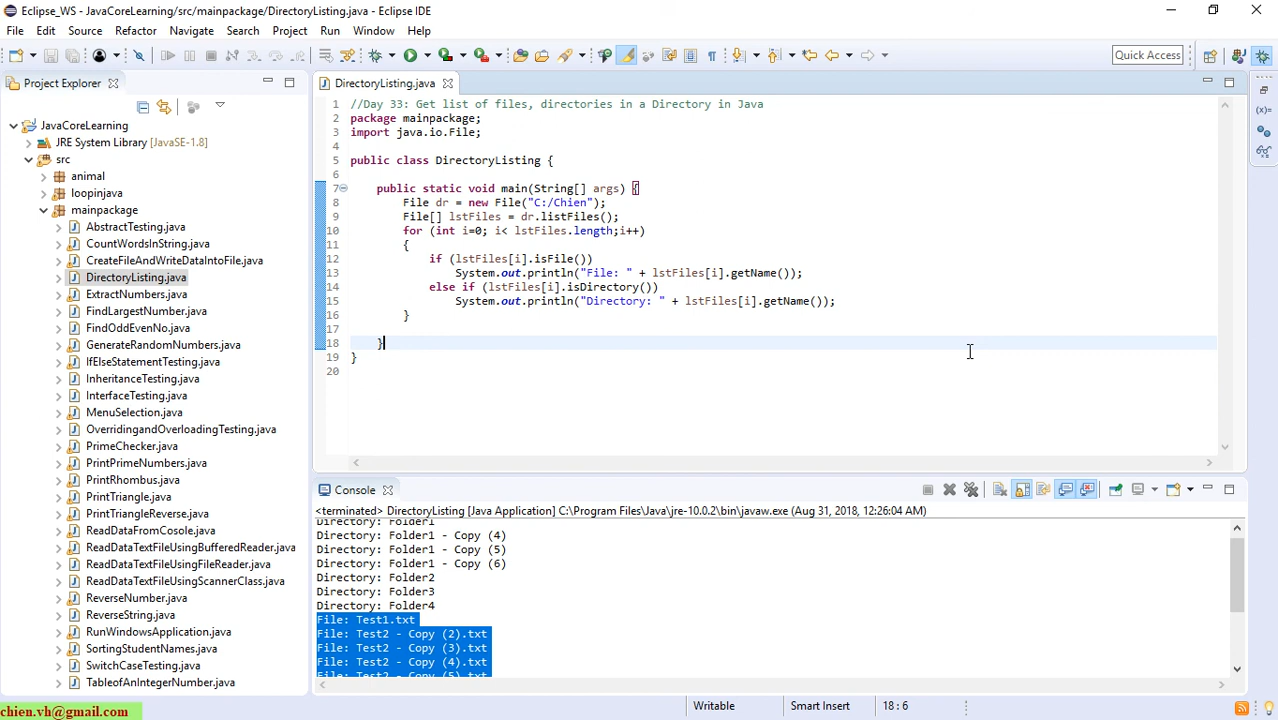 Eclipse_WS - JavaCoreLearning/src/mainpackage/DirectoryListing.java - Eclipse IDE
File Edit Source Refactor Navigate Search Project Run Window Help
Quick Access
Project Explorer
JavaCoreLearning
JRE System Library [JavaSE-1.8]
src
animal
loopinjava
mainpackage
AbstractTesting.java
CountWordsInString.java
CreateFileAndWriteDataIntoFile.java
DirectoryListing.java
ExtractNumbers.java
FindLargestNumber.java
FindOddEvenNo.java
GenerateRandomNumbers.java
IfElseStatementTesting.java
InheritanceTesting.java
InterfaceTesting.java
MenuSelection.java
OverridingandOverloadingTesting.java
PrimeChecker.java
PrintPrimeNumbers.java
PrintRhombus.java
PrintTriangle.java
PrintTriangleReverse.java
ReadDataFromCosole.java
ReadDataTextFileUsingBufferedReader.java
ReadDataTextFileUsingFileReader.java
ReadDataTextFileUsingScannerClass.java
ReverseNumber.java
ReverseString.java
RunWindowsApplication.java
SortingStudentNames.java
SwitchCaseTesting.java
TableofAnIntegerNumber.java
DirectoryListing.java
1 //Day 33: Get list of files, directories in a Directory in Java
2 package mainpackage;
3 import java.io.File;
4
5 public class DirectoryListing {
6
7 public static void main(String[] args) {
8 File dr = new File("C:/Chien");
9 File[] lstFiles = dr.listFiles();
10 for (int i=0; i< lstFiles.length;i++)
11 {
12 if (lstFiles[i].isFile())
13 System.out.println("File: " + lstFiles[i].getName());
14 else if (lstFiles[i].isDirectory())
15 System.out.println("Directory: " + lstFiles[i].getName());
16 }
17
18 }
19 }
20
Console
<terminated> DirectoryListing [Java Application] C:\Program Files\Java\jre-10.0.2\bin\javaw.exe (Aug 31, 2018, 12:26:04 AM)
Directory: Folder1
Directory: Folder1 - Copy (4)
Directory: Folder1 - Copy (5)
Directory: Folder1 - Copy (6)
Directory: Folder2
Directory: Folder3
Directory: Folder4
File: Test1.txt
File: Test2 - Copy (2).txt
File: Test2 - Copy (3).txt
File: Test2 - Copy (4).txt
File: Test2 - Copy (5).txt
chien.vh@gmail.com
Writable Smart Insert 18 : 6